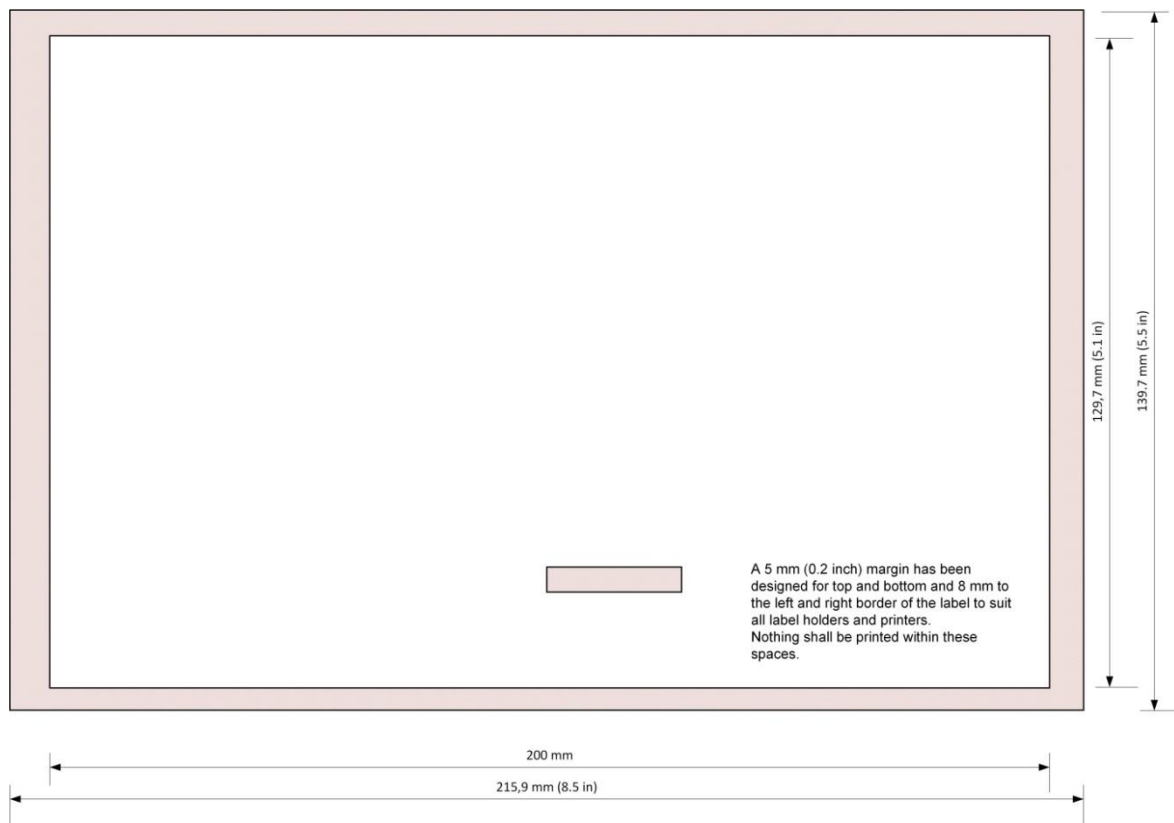 129,7 mm (5.1 in)
139.7 mm (5.5 in)
A 5 mm (0.2 inch) margin has been
designed for top and bottom and 8 mm to
the left and right border of the label to suit
all label holders and printers.
Nothing shall be printed within these
spaces.
200 mm
215,9 mm (8.5 in)